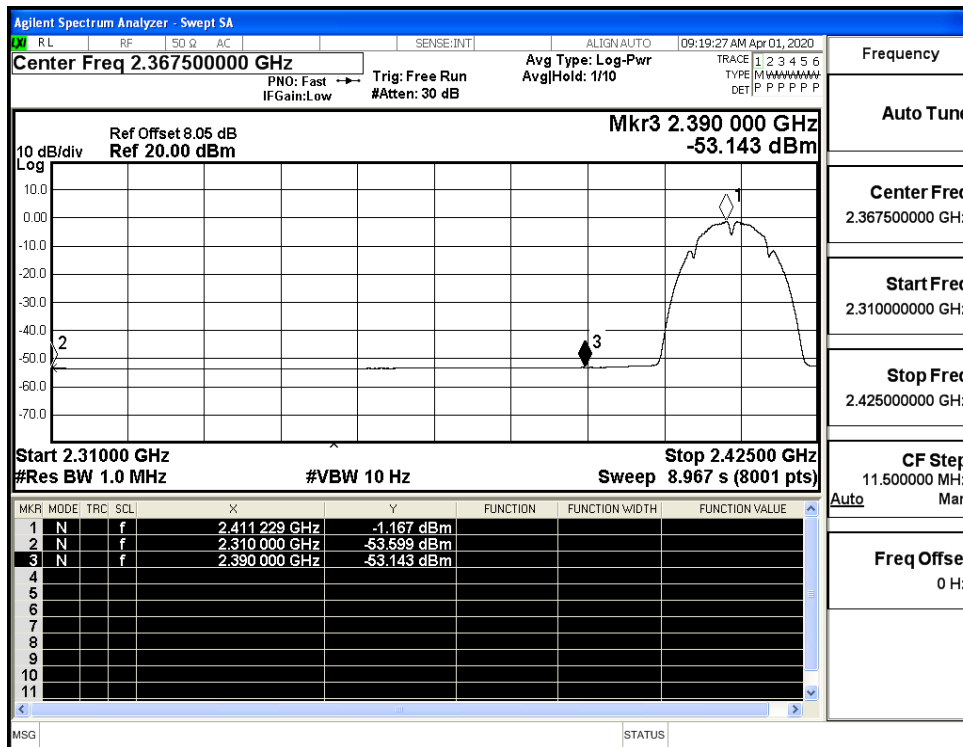 Agilent Spectrum Analyzer - Swept SA
LXI RL RF 50 Ω AC SENSE:INT ALIGN AUTO 09:19:27 AM Apr 01, 2020
Center Freq 2.367500000 GHz
PNO: Fast
IFGain:Low
Trig: Free Run
#Atten: 30 dB
Avg Type: Log-Pwr
Avg|Hold: 1/10
TRACE 1 2 3 4 5 6
TYPE M WWWWW
DET P P P P P P
Ref Offset 8.05 dB
10 dB/div Ref 20.00 dBm
Log
Mkr3 2.390 000 GHz
-53.143 dBm
10.0
0.00
-10.0
-20.0
-30.0
-40.0
-50.0
-60.0
-70.0
1
2
3
Start 2.31000 GHz Stop 2.42500 GHz
#Res BW 1.0 MHz #VBW 10 Hz Sweep 8.967 s (8001 pts)
MKR MODE TRC SCL X Y FUNCTION FUNCTION WIDTH FUNCTION VALUE
1 N f 2.411 229 GHz -1.167 dBm
2 N f 2.310 000 GHz -53.599 dBm
3 N f 2.390 000 GHz -53.143 dBm
4
5
6
7
8
9
10
11
MSG STATUS
Frequency
Auto Tune
Center Freq
2.367500000 GHz
Start Freq
2.310000000 GHz
Stop Freq
2.425000000 GHz
CF Step
11.500000 MHz
Auto Man
Freq Offset
0 Hz